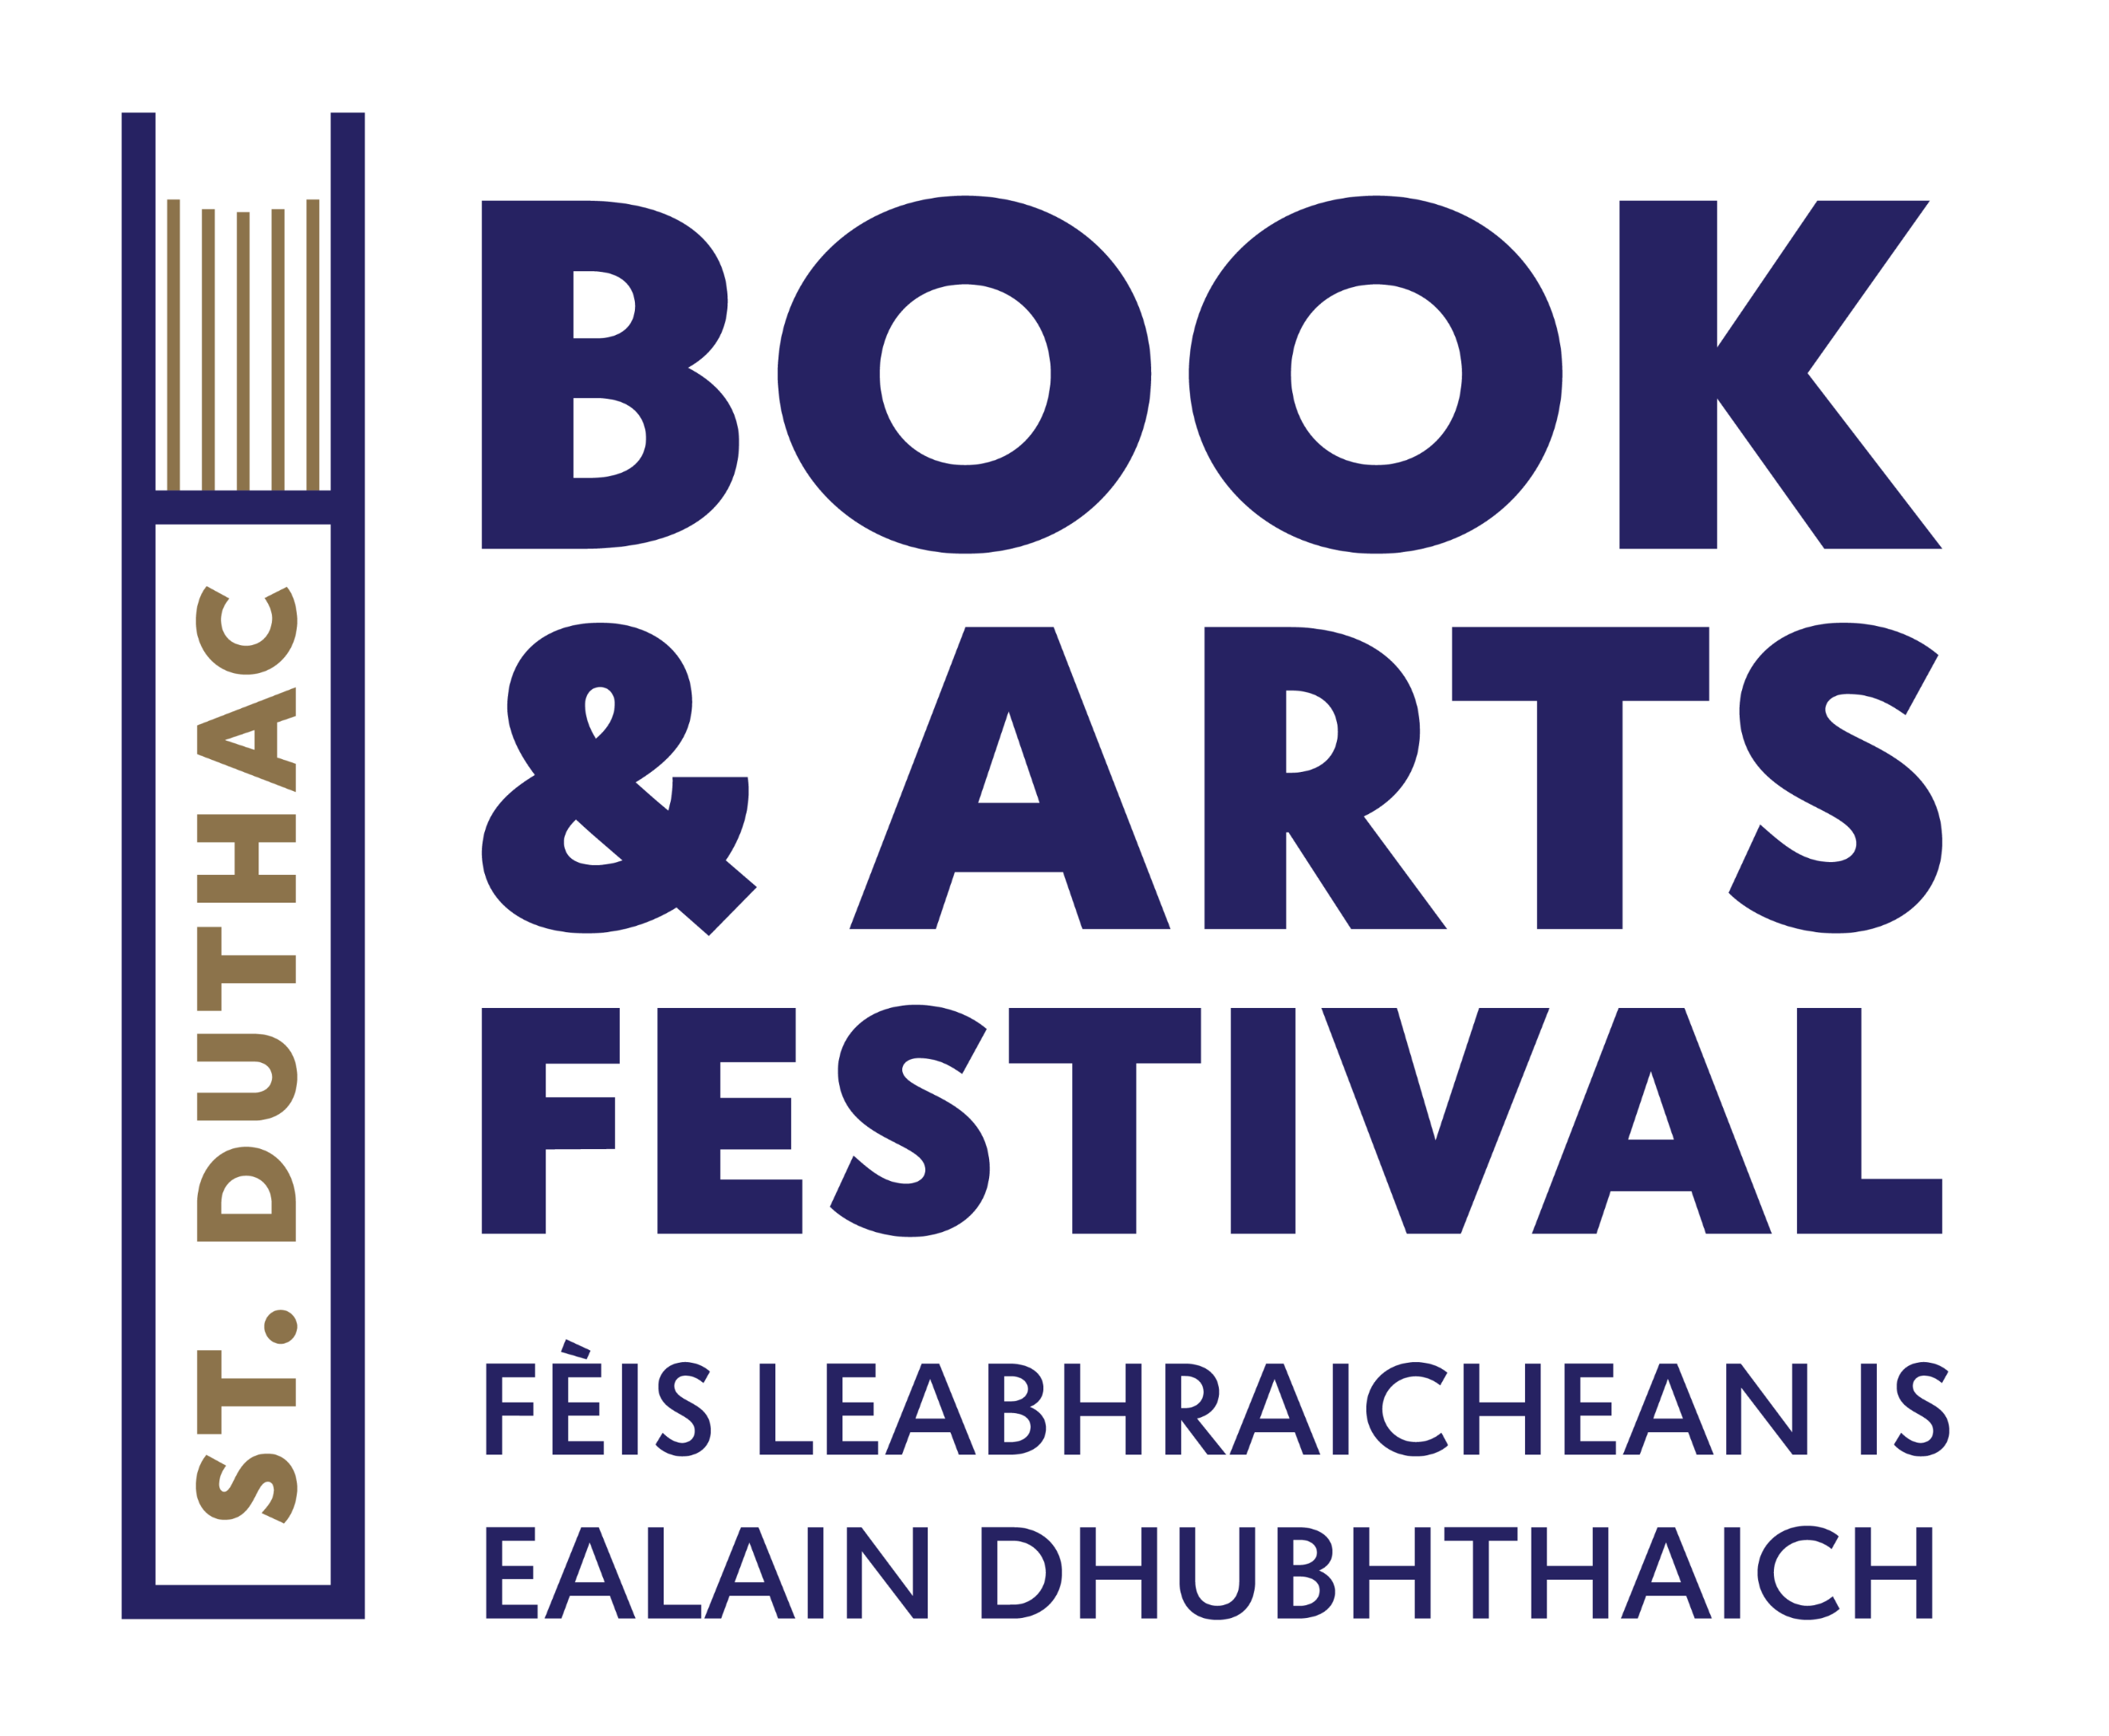 ST. DUTHAC
BOOK
& ARTS
FESTIVAL
FÈIS LEABHRAICHEAN IS
EALAIN DHUBHTHAICH